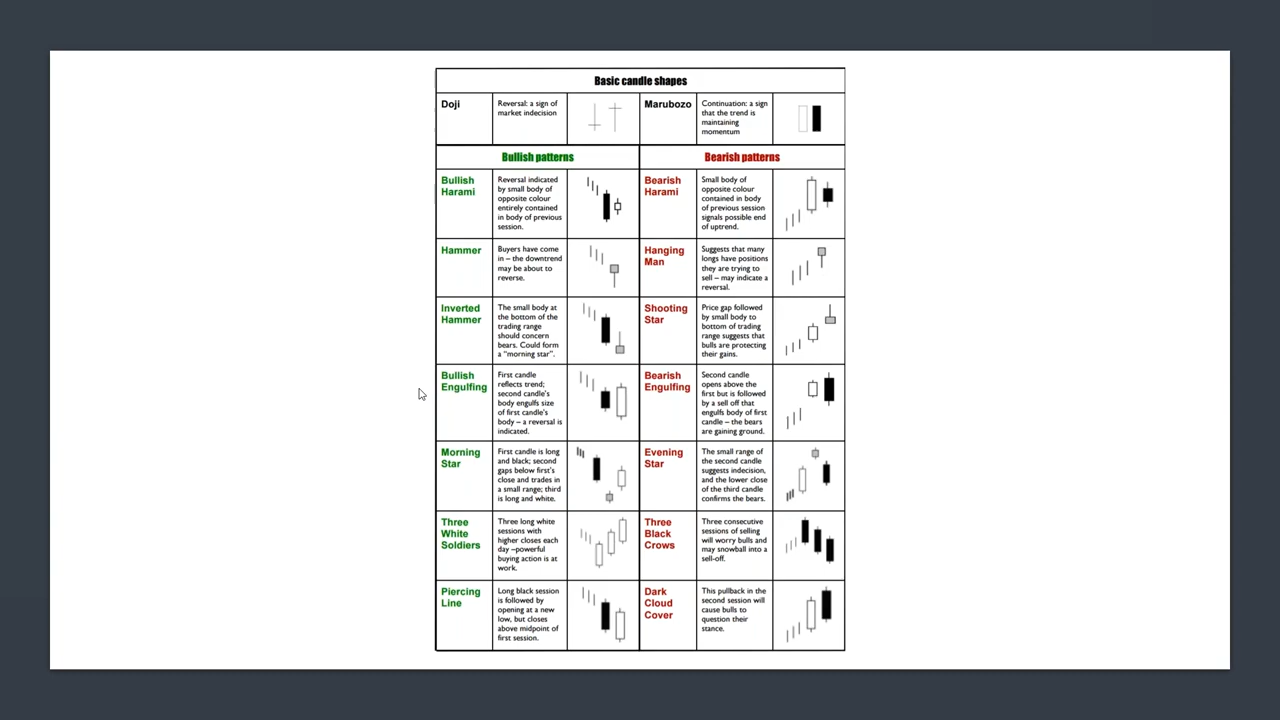 Basic candle shapes
Doji
Reversal: a sign of
market indecision
Marubozo
Continuation: a sign
that the trend is
maintaining
momentum
Bullish patterns
Bearish patterns
Bullish
Harami
Reversal indicated
by small body of
opposite colour
entirely contained
in body of previous
session.
Bearish
Harami
Small body of
opposite colour
contained in body
of previous session
signals possible end
of uptrend.
Hammer
Buyers have come
in – the downtrend
may be about to
reverse.
Hanging
Man
Suggests that many
longs have positions
they are trying to
sell – may indicate a
reversal.
Inverted
Hammer
The small body at
the bottom of the
trading range
should concern
bears. Could form
a "morning star".
Shooting
Star
Price gap followed
by small body to
bottom of trading
range suggests that
bulls are protecting
their gains.
Bullish
Engulfing
First candle
reflects trend;
second candle's
body engulfs size
of first candle's
body – a reversal is
indicated.
Bearish
Engulfing
Second candle
opens above the
first but is followed
by a sell off that
engulfs body of first
candle – the bears
are gaining ground.
Morning
Star
First candle is long
and black; second
gaps below first's
close and trades in
a small range; third
is long and white.
Evening
Star
The small range of
the second candle
suggests indecision,
and the lower close
of the third candle
confirms the bears.
Three
White
Soldiers
Three long white
sessions with
higher closes each
day –powerful
buying action is at
work.
Three
Black
Crows
Three consecutive
sessions of selling
will worry bulls and
may snowball into a
sell-off.
Piercing
Line
Long black session
is followed by
opening at a new
low, but closes
above midpoint of
first session.
Dark
Cloud
Cover
This pullback in the
second session will
cause bulls to
question their
stance.